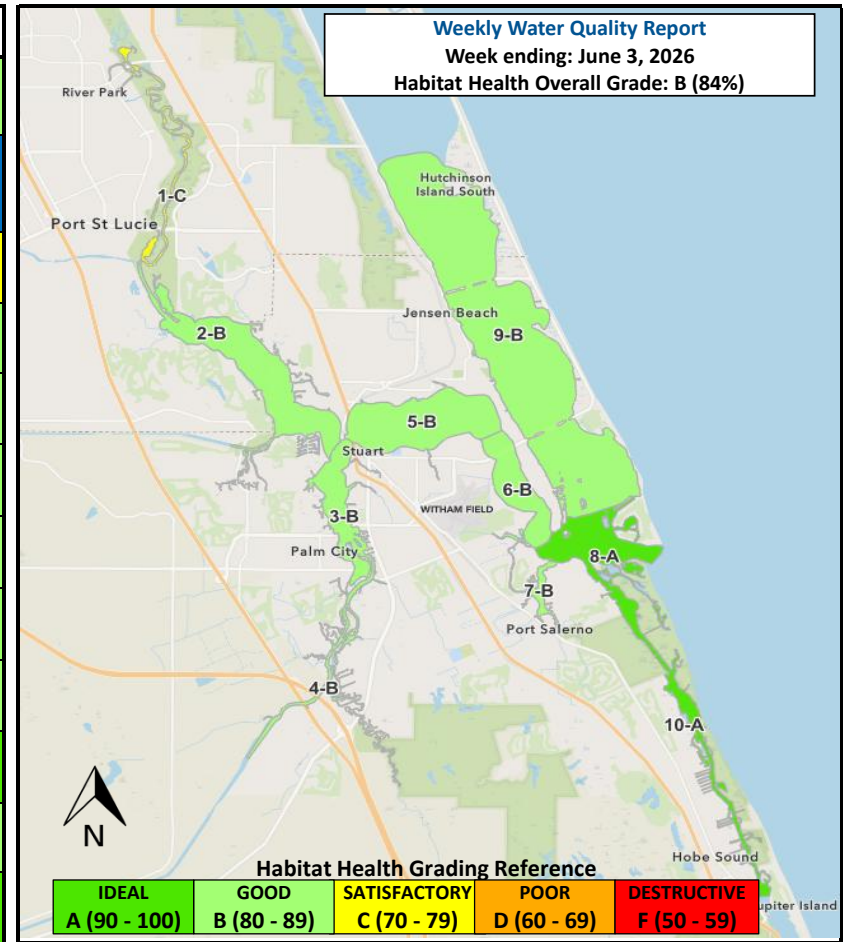 Weekly Water Quality Report
Week ending: June 3, 2026
Habitat Health Overall Grade: B (84%)
River Park
Hutchinson
Island South
1-C
Port St Lucie
Jensen Beach
2-B
9-B
5-B
Stuart
6-B
WITHAM FIELD
3-B
Palm City
8-A
7-B
Port Salerno
4-B
10-A
N
Hobe Sound
Habitat Health Grading Reference
IDEAL GOOD SATISFACTORY POOR DESTRUCTIVE
A (90 - 100) B (80 - 89) C (70 - 79) D (60 - 69) F (50 - 59)
upiter Island